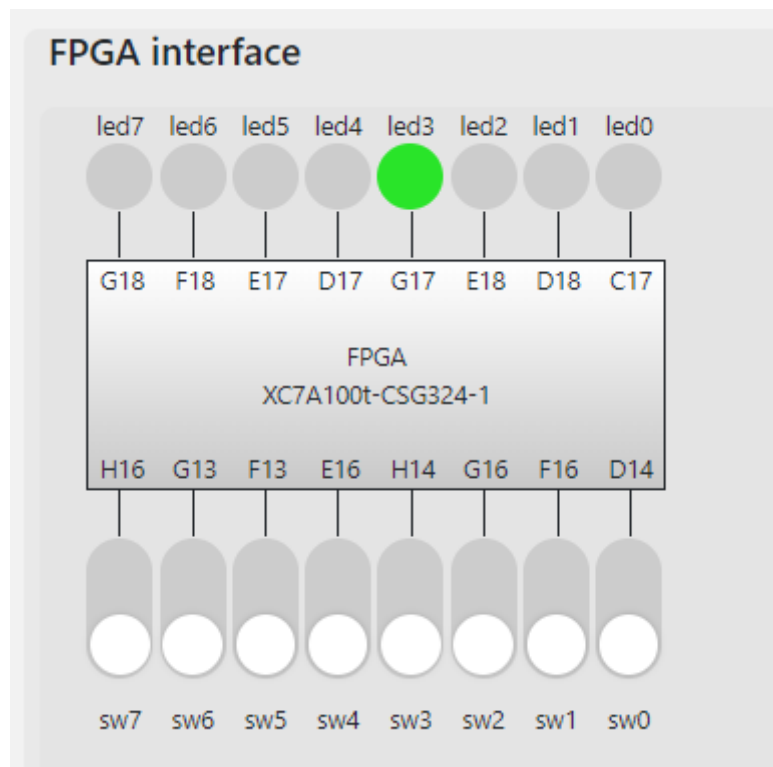 FPGA interface
led7 led6 led5 led4 led3 led2 led1 led0
G18 F18 E17 D17 G17 E18 D18 C17
FPGA
XC7A100t-CSG324-1
H16 G13 F13 E16 H14 G16 F16 D14
sw7 sw6 sw5 sw4 sw3 sw2 sw1 sw0